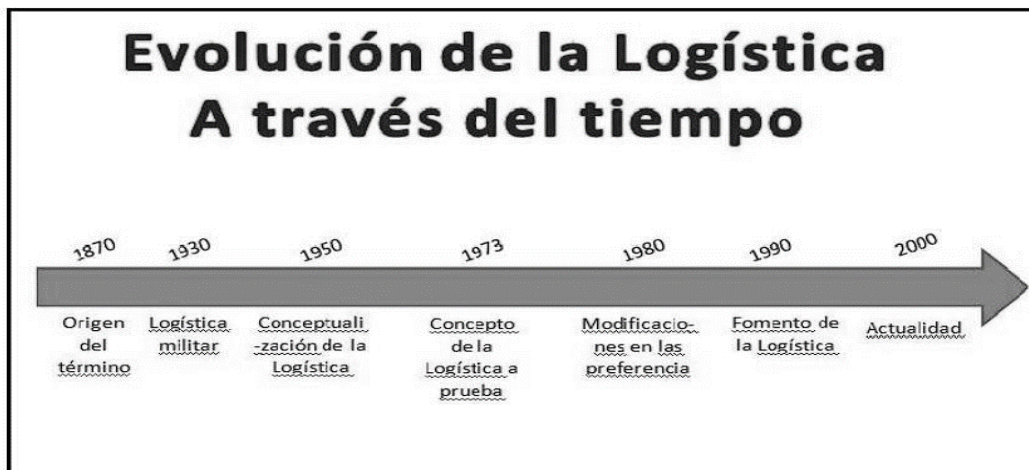 Evolución de la Logística
A través del tiempo
1870
1930
1950
1973
1980
1990
2000
Origen
del
término
Logística
militar
Conceptuali
-zación de la
Logística
Concepto
de la
Logística a
prueba
Modificacio-
nes en las
preferencia
Fomento de
la Logística
Actualidad